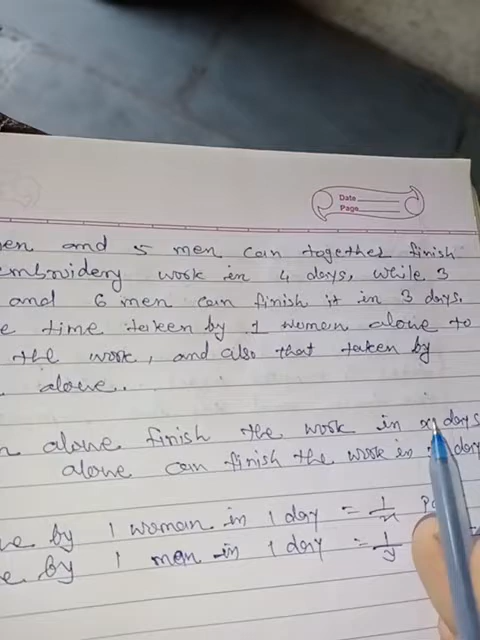 Date
Page
en and 5 men can together finish
embroidery work in 4 days, while 3
and 6 men can finish it in 3 days.
e time taken by 1 women alone to
the work, and also that taken by
alone.
n alone finish the work in x days
alone can finish the work in day
ne by 1 woman in 1 day = 1/x
e by 1 man in 1 day = 1/y